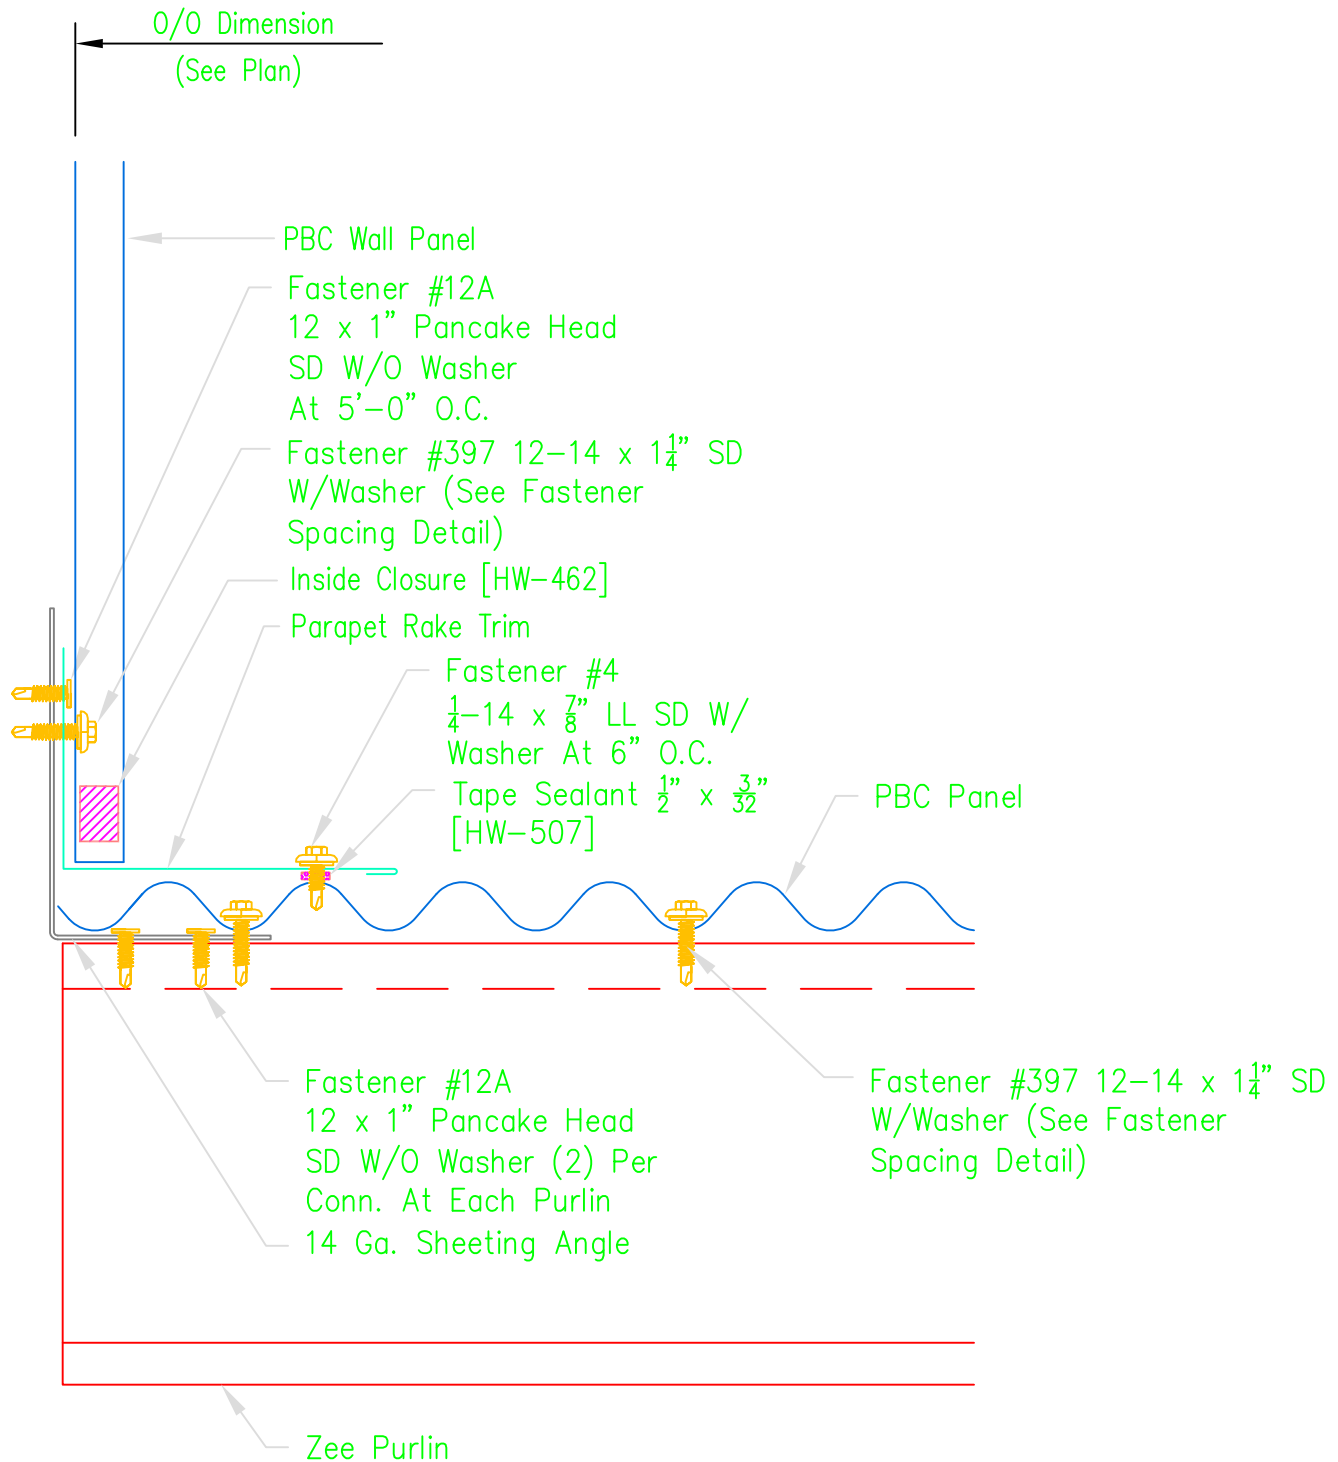 O/O Dimension
(See Plan)
PBC Wall Panel
Fastener #12A
12 x 1" Pancake Head
SD W/O Washer
At 5'-0" O.C.
Fastener #397 12-14 x 1 1/4" SD
W/Washer (See Fastener
Spacing Detail)
Inside Closure [HW-462]
Parapet Rake Trim
Fastener #4
1/4-14 x 7/8" LL SD W/
Washer At 6" O.C.
Tape Sealant 1/2" x 3/32"
[HW-507]
PBC Panel
Fastener #12A
12 x 1" Pancake Head
SD W/O Washer (2) Per
Conn. At Each Purlin
14 Ga. Sheeting Angle
Fastener #397 12-14 x 1 1/4" SD
W/Washer (See Fastener
Spacing Detail)
Zee Purlin